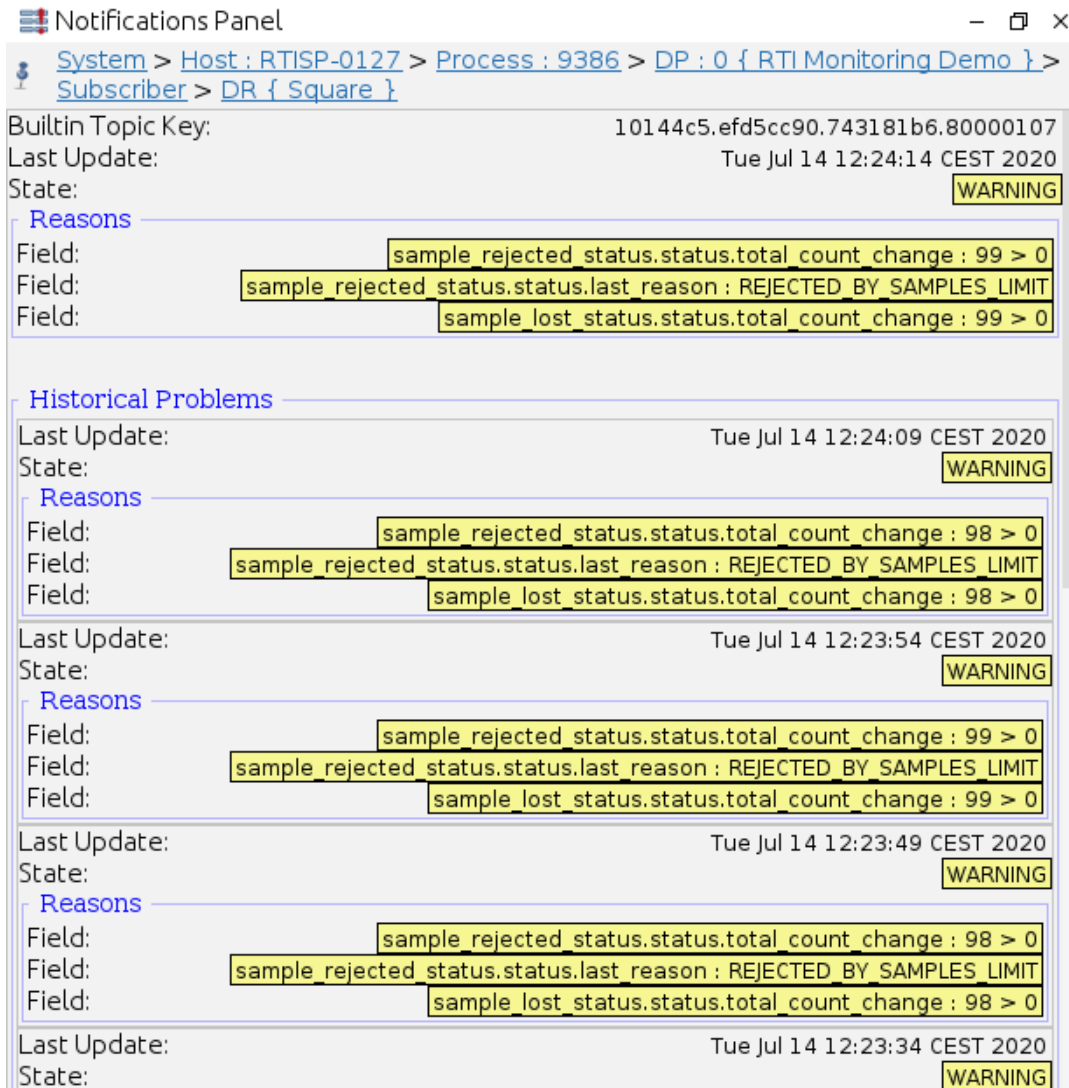 Notifications Panel
System > Host : RTISP-0127 > Process : 9386 > DP : 0 { RTI Monitoring Demo } >
Subscriber > DR { Square }
Builtin Topic Key: 10144c5.efd5cc90.743181b6.80000107
Last Update: Tue Jul 14 12:24:14 CEST 2020
State: WARNING
Reasons
Field: sample_rejected_status.status.total_count_change : 99 > 0
Field: sample_rejected_status.status.last_reason : REJECTED_BY_SAMPLES_LIMIT
Field: sample_lost_status.status.total_count_change : 99 > 0
Historical Problems
Last Update: Tue Jul 14 12:24:09 CEST 2020
State: WARNING
Reasons
Field: sample_rejected_status.status.total_count_change : 98 > 0
Field: sample_rejected_status.status.last_reason : REJECTED_BY_SAMPLES_LIMIT
Field: sample_lost_status.status.total_count_change : 98 > 0
Last Update: Tue Jul 14 12:23:54 CEST 2020
State: WARNING
Reasons
Field: sample_rejected_status.status.total_count_change : 99 > 0
Field: sample_rejected_status.status.last_reason : REJECTED_BY_SAMPLES_LIMIT
Field: sample_lost_status.status.total_count_change : 99 > 0
Last Update: Tue Jul 14 12:23:49 CEST 2020
State: WARNING
Reasons
Field: sample_rejected_status.status.total_count_change : 98 > 0
Field: sample_rejected_status.status.last_reason : REJECTED_BY_SAMPLES_LIMIT
Field: sample_lost_status.status.total_count_change : 98 > 0
Last Update: Tue Jul 14 12:23:34 CEST 2020
State: WARNING